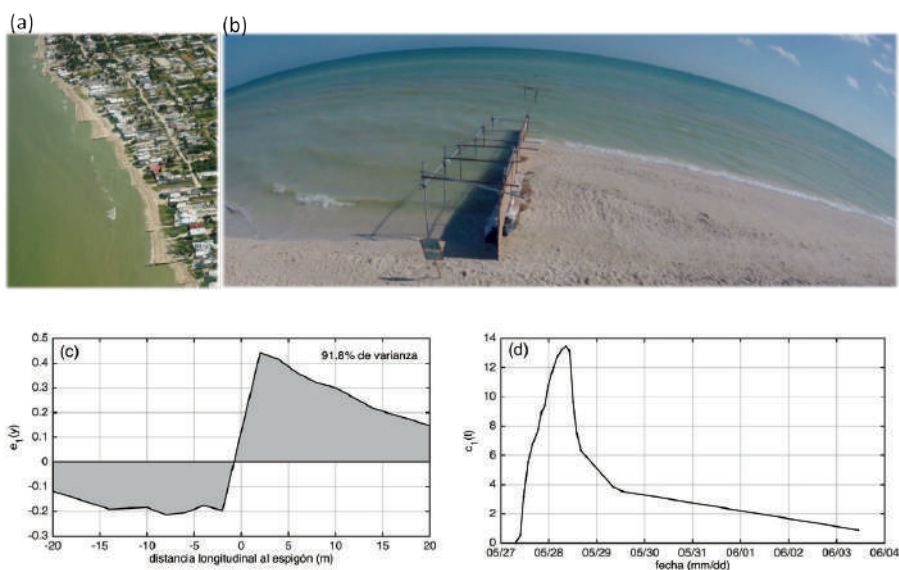 (a)
(b)
(c)
91,8% de varianza
e₁(y)
0.5
0.4
0.3
0.2
0.1
0
-0.1
-0.2
-0.3
-20 -15 -10 -5 0 5 10 15 20
distancia longitudinal al espigón (m)
(d)
c₁(t)
14
12
10
8
6
4
2
0
05/27 05/28 05/29 05/30 05/31 06/01 06/02 06/03 06/04
fecha (mm/dd)